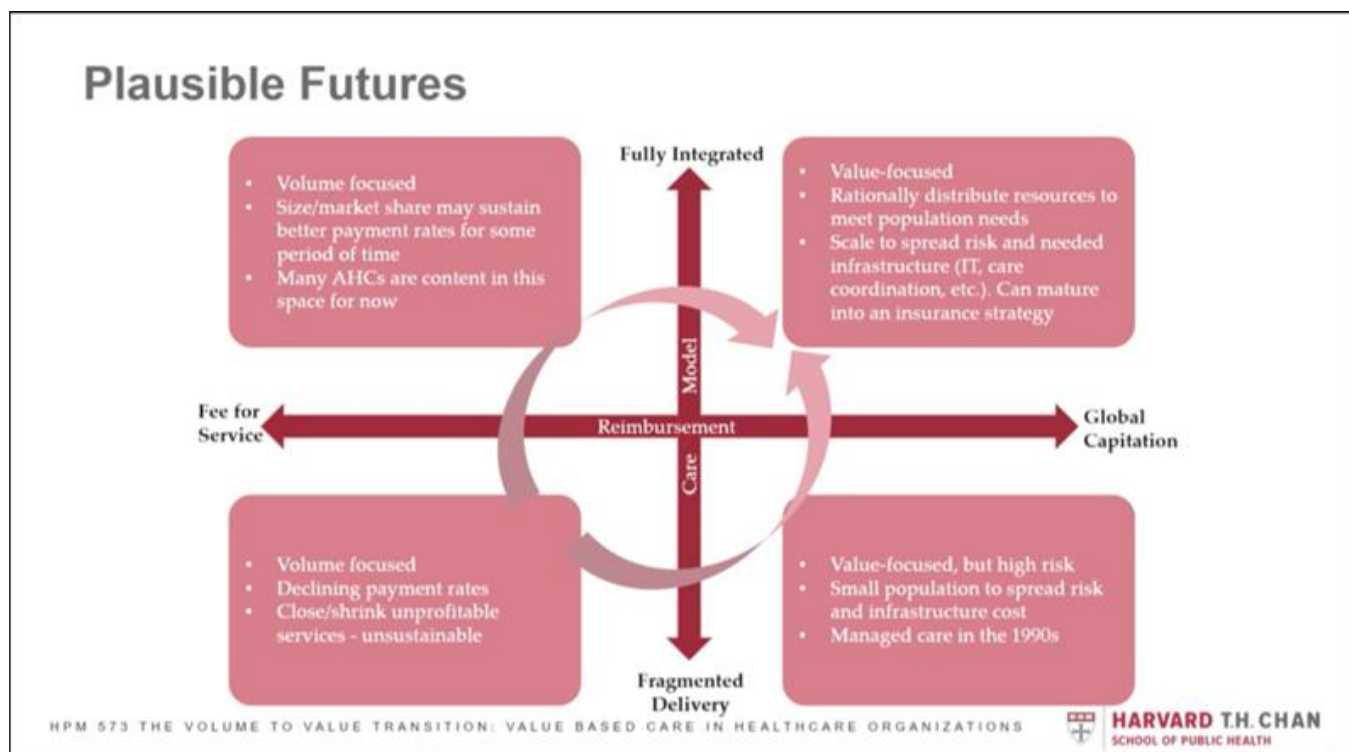 Plausible Futures
• Volume focused
• Size/market share may sustain
better payment rates for some
period of time
• Many AHCs are content in this
space for now
Fully Integrated
• Value-focused
• Rationally distribute resources to
meet population needs
• Scale to spread risk and needed
infrastructure (IT, care
coordination, etc.). Can mature
into an insurance strategy
Fee for
Service
Reimbursement
Care Model
Global
Capitation
• Volume focused
• Declining payment rates
• Close/shrink unprofitable
services - unsustainable
• Value-focused, but high risk
• Small population to spread risk
and infrastructure cost
• Managed care in the 1990s
Fragmented
Delivery
HPM 573 THE VOLUME TO VALUE TRANSITION: VALUE BASED CARE IN HEALTHCARE ORGANIZATIONS
HARVARD T.H. CHAN
SCHOOL OF PUBLIC HEALTH